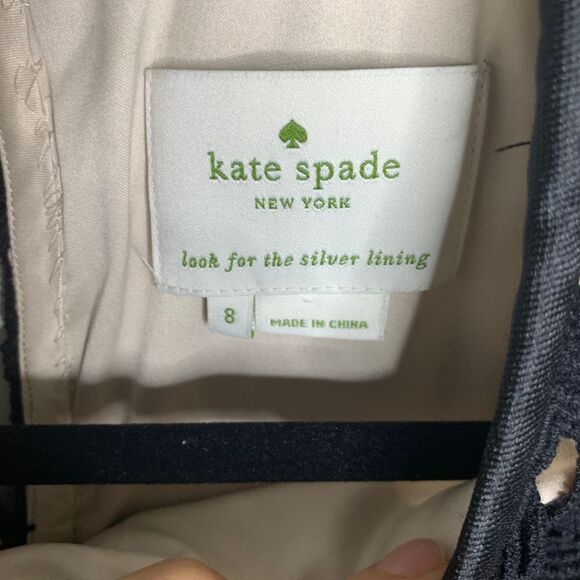 kate spade
NEW YORK
look for the silver lining
8
MADE IN CHINA